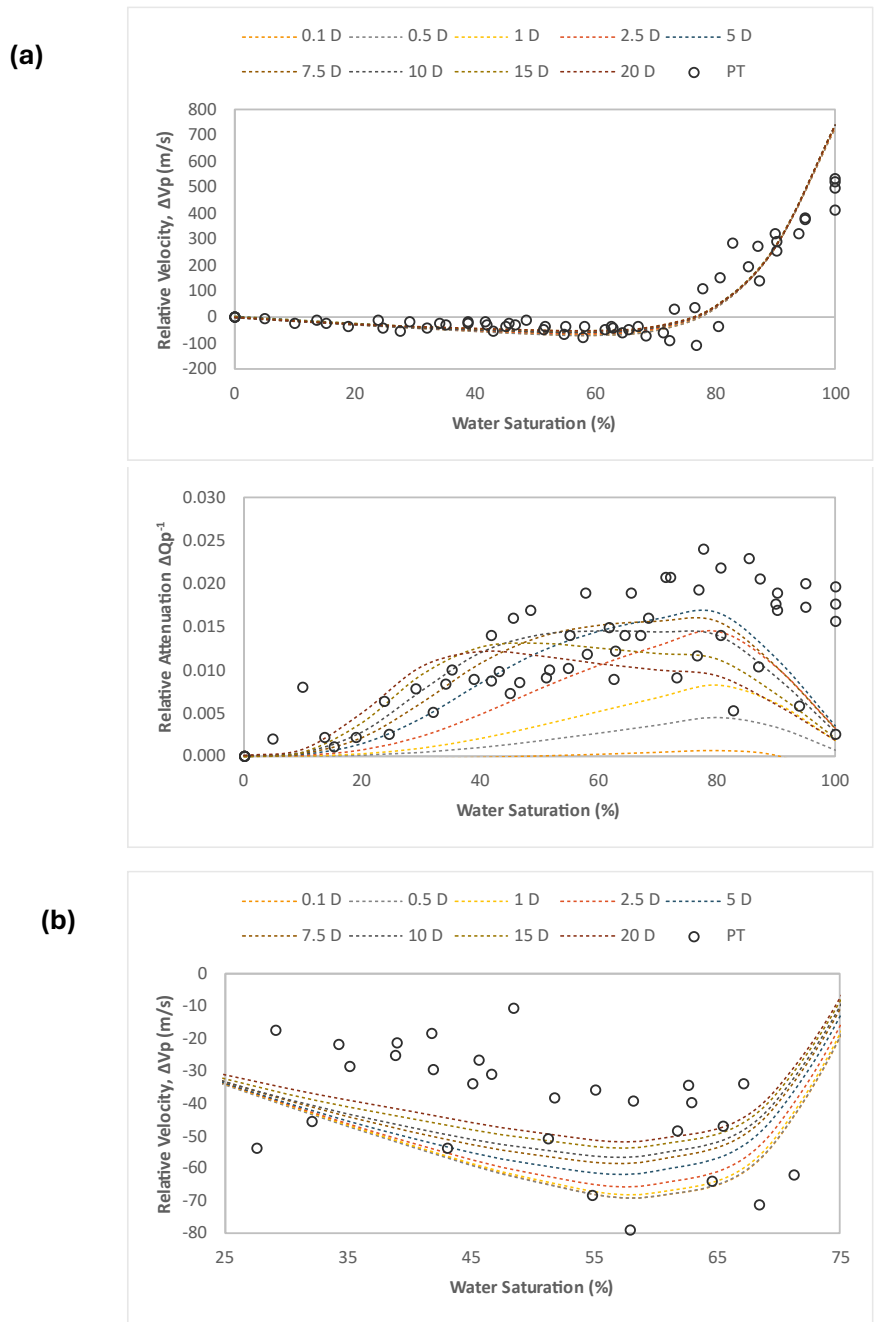 (a)
0.1 D 0.5 D 1 D 2.5 D 5 D
7.5 D 10 D 15 D 20 D PT
Relative Velocity, ΔVp (m/s)
800
700
600
500
400
300
200
100
0
-100
-200
0 20 40 60 80 100
Water Saturation (%)
Relative Attenuation ΔQp⁻¹
0.030
0.025
0.020
0.015
0.010
0.005
0.000
0 20 40 60 80 100
Water Saturation (%)
(b)
0.1 D 0.5 D 1 D 2.5 D 5 D
7.5 D 10 D 15 D 20 D PT
Relative Velocity, ΔVp (m/s)
0
-10
-20
-30
-40
-50
-60
-70
-80
25 35 45 55 65 75
Water Saturation (%)